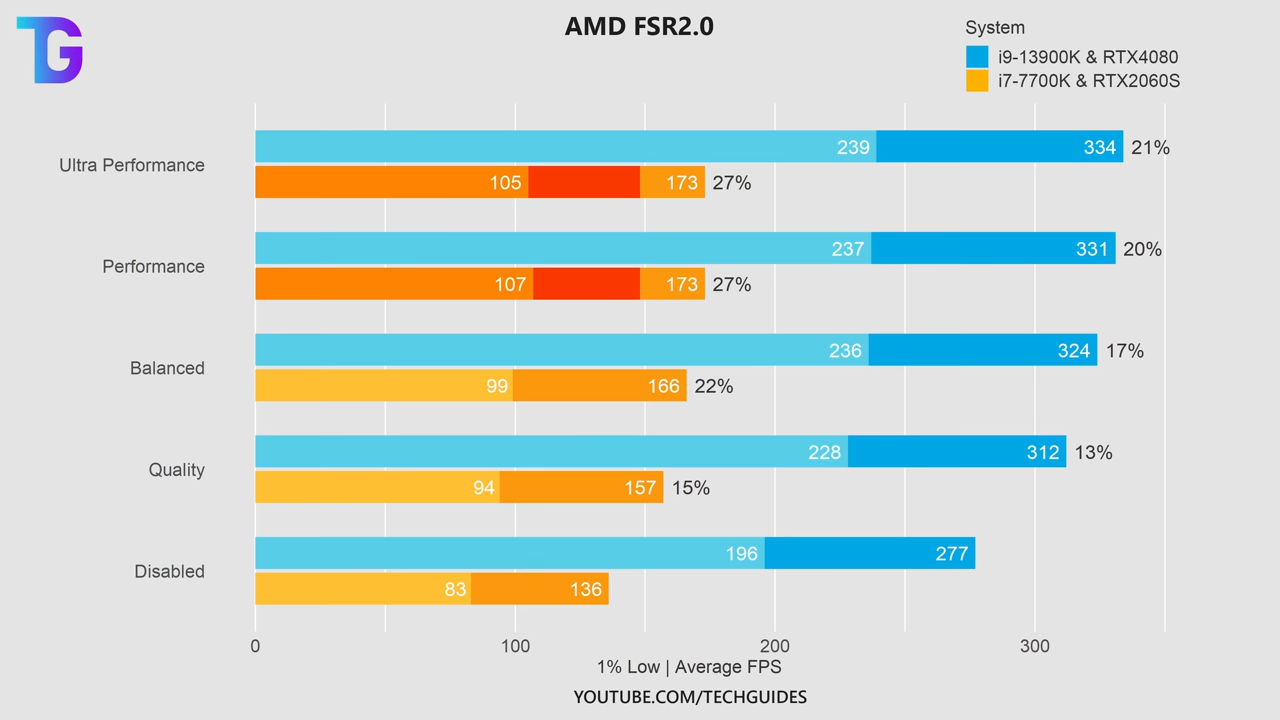 TG
AMD FSR2.0
System
i9-13900K & RTX4080
i7-7700K & RTX2060S
Ultra Performance
239 334 21%
105 173 27%
Performance
237 331 20%
107 173 27%
Balanced
236 324 17%
99 166 22%
Quality
228 312 13%
94 157 15%
Disabled
196 277
83 136
0 100 200 300
1% Low | Average FPS
YOUTUBE.COM/TECHGUIDES